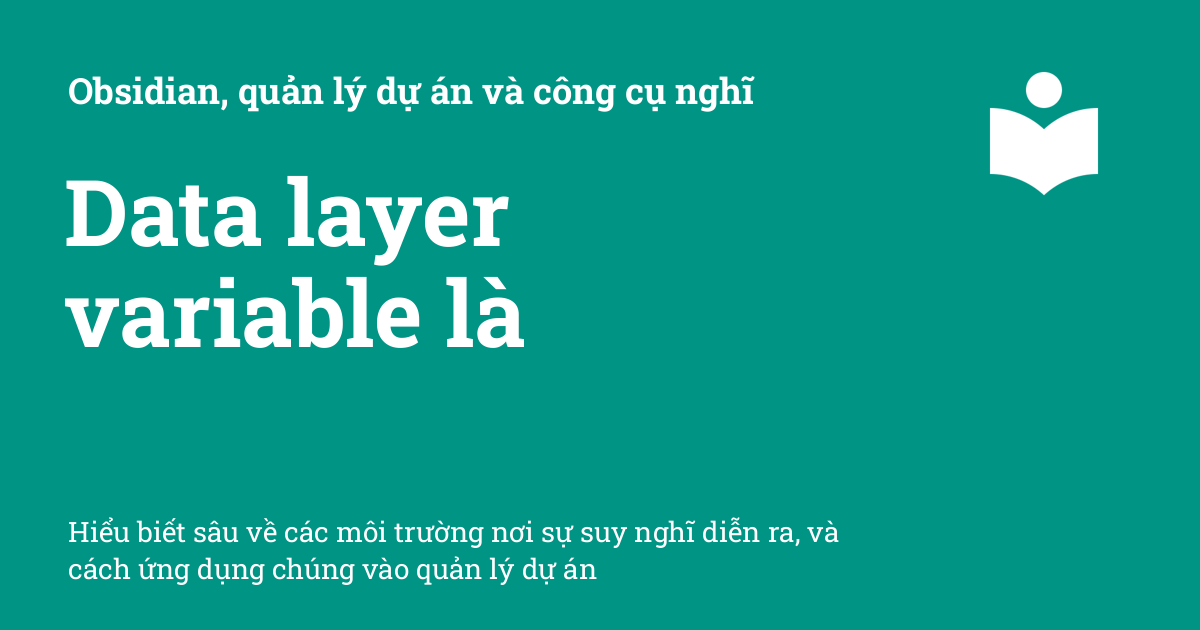 Obsidian, quản lý dự án và công cụ nghĩ
Data layer
variable là
Hiểu biết sâu về các môi trường nơi sự suy nghĩ diễn ra, và
cách ứng dụng chúng vào quản lý dự án